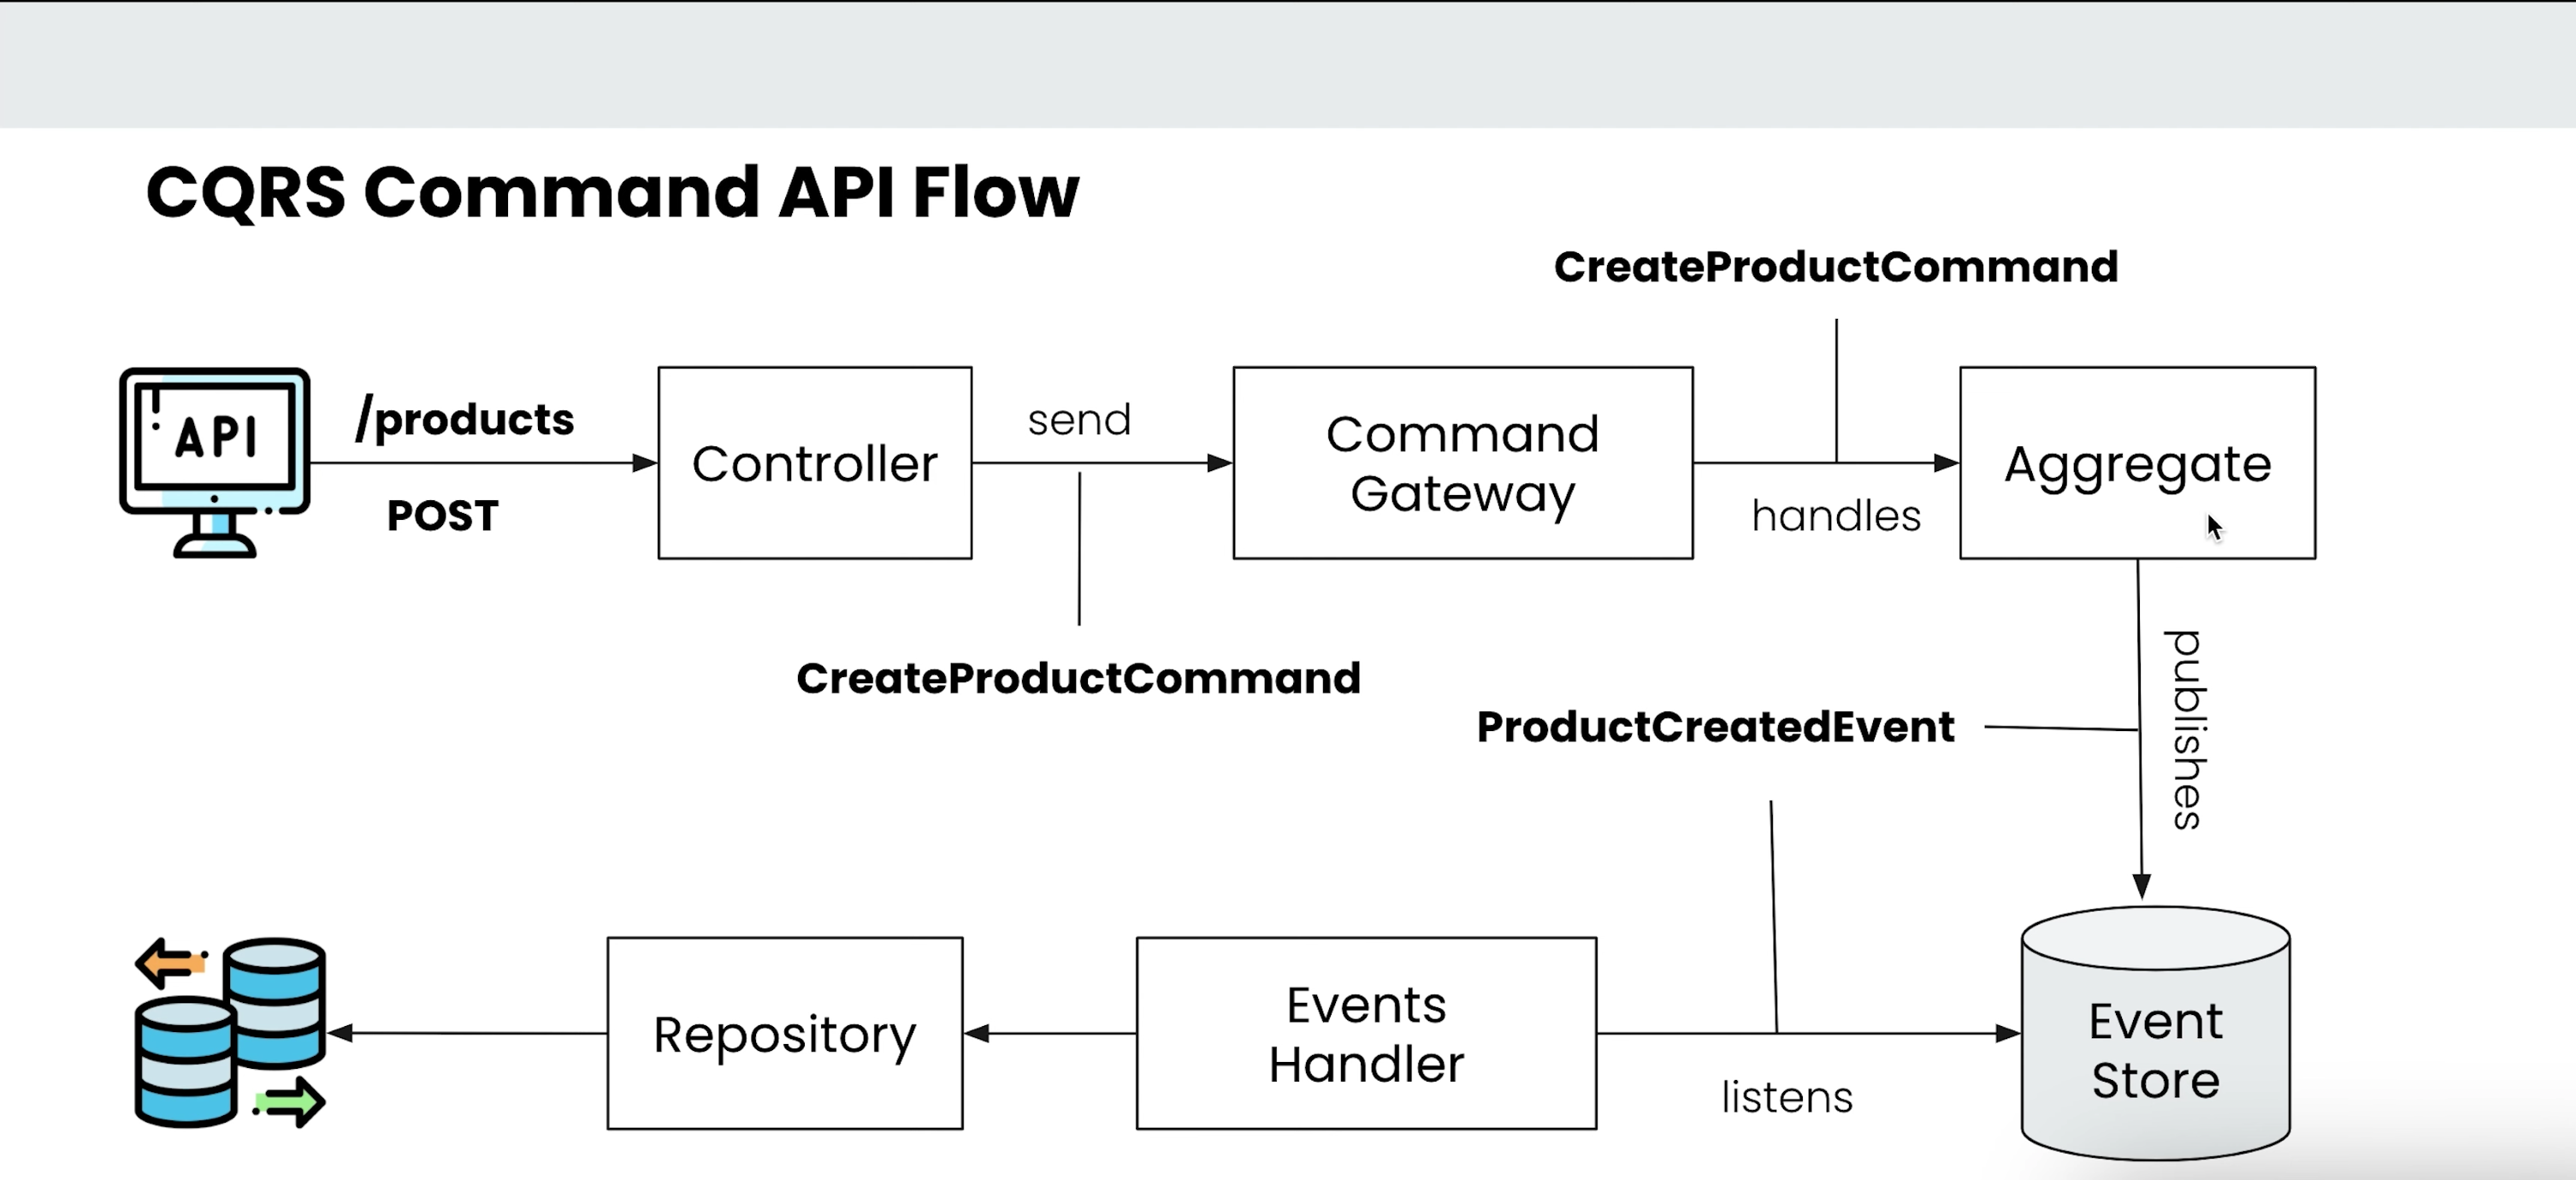 CQRS Command API Flow
CreateProductCommand
API
/products
POST
Controller
send
Command
Gateway
handles
Aggregate
CreateProductCommand
ProductCreatedEvent
publishes
Repository
Events
Handler
listens
Event
Store